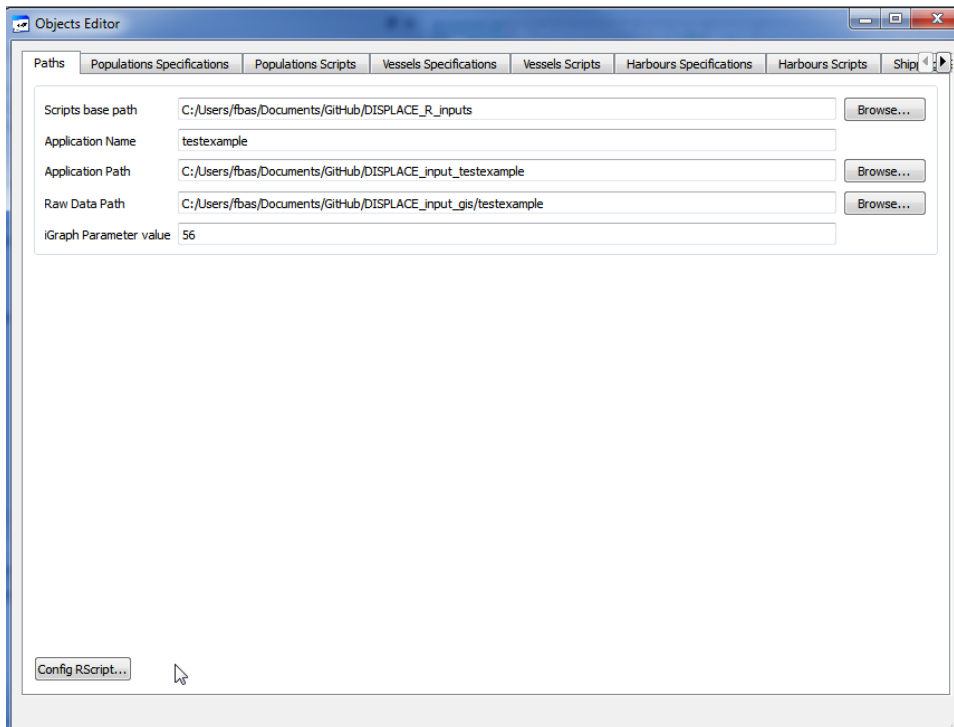 Objects Editor
Paths Populations Specifications Populations Scripts Vessels Specifications Vessels Scripts Harbours Specifications Harbours Scripts
Scripts base path C:/Users/fbas/Documents/GitHub/DISPLACE_R_inputs Browse...
Application Name testexample
Application Path C:/Users/fbas/Documents/GitHub/DISPLACE_input_testexample Browse...
Raw Data Path C:/Users/fbas/Documents/GitHub/DISPLACE_input_gis/testexample Browse...
iGraph Parameter value 56
Config RScript...